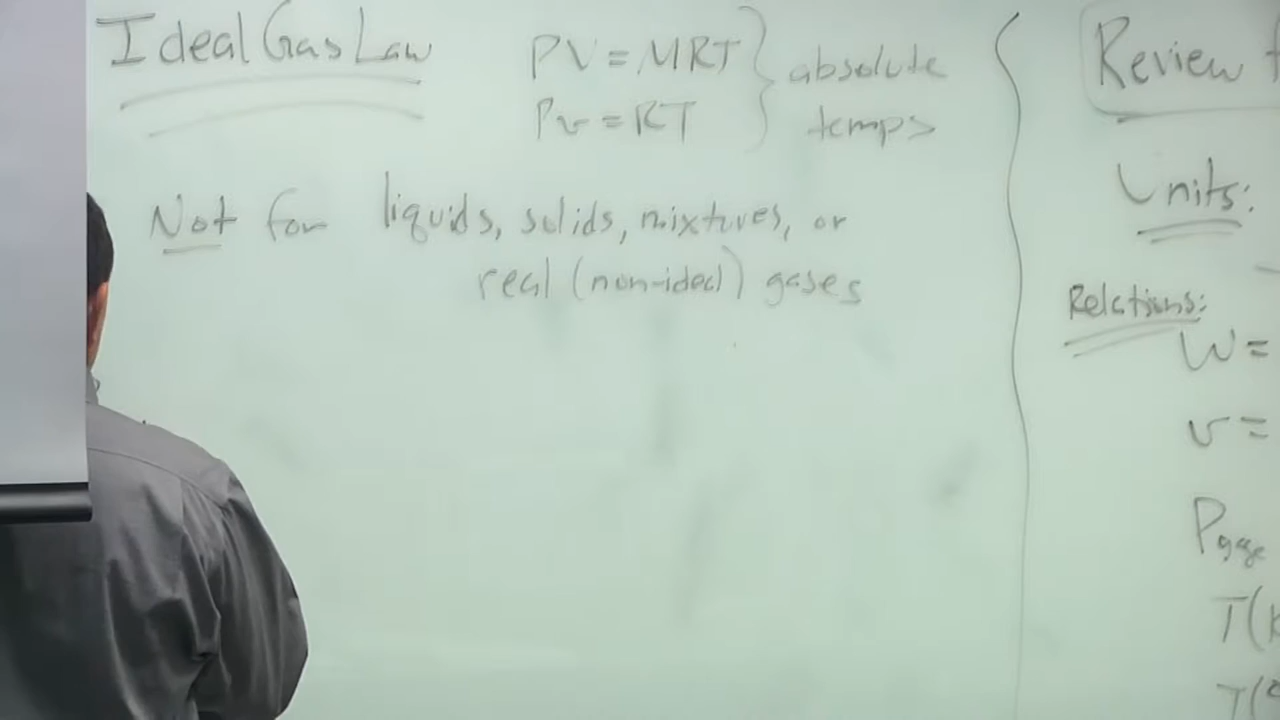 Ideal Gas Law
PV = MRT } absolute
Pv = RT } temps
Not for liquids, solids, mixtures, or
real (non-ideal) gases
Review
Units:
Relations:
W =
v =
Pgage
T(
T(